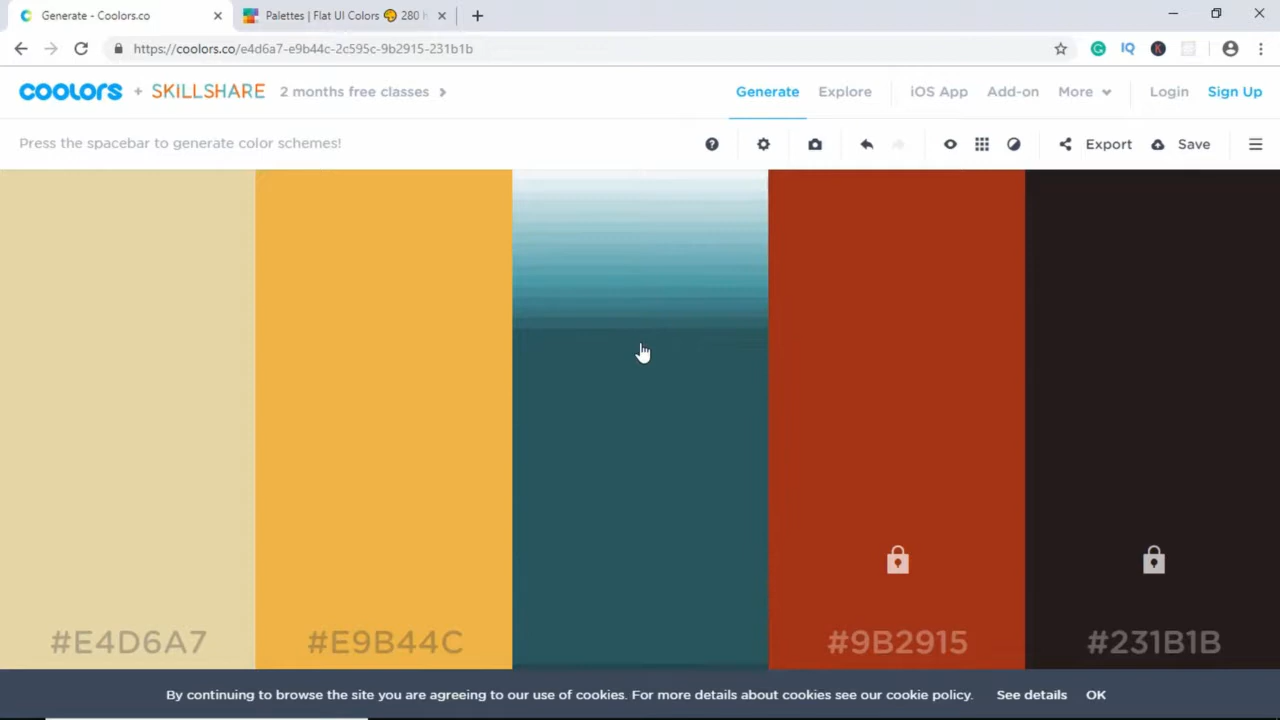 Generate - Coolors.co
Palettes | Flat UI Colors 280
https://coolors.co/e4d6a7-e9b44c-2c595c-9b2915-231b1b
IQ
K
COOLORS + SKILLSHARE 2 months free classes
Generate Explore iOS App Add-on More Login Sign Up
Press the spacebar to generate color schemes!
? Export Save
#E4D6A7 #E9B44C #9B2915 #231B1B
By continuing to browse the site you are agreeing to our use of cookies. For more details about cookies see our cookie policy. See details OK